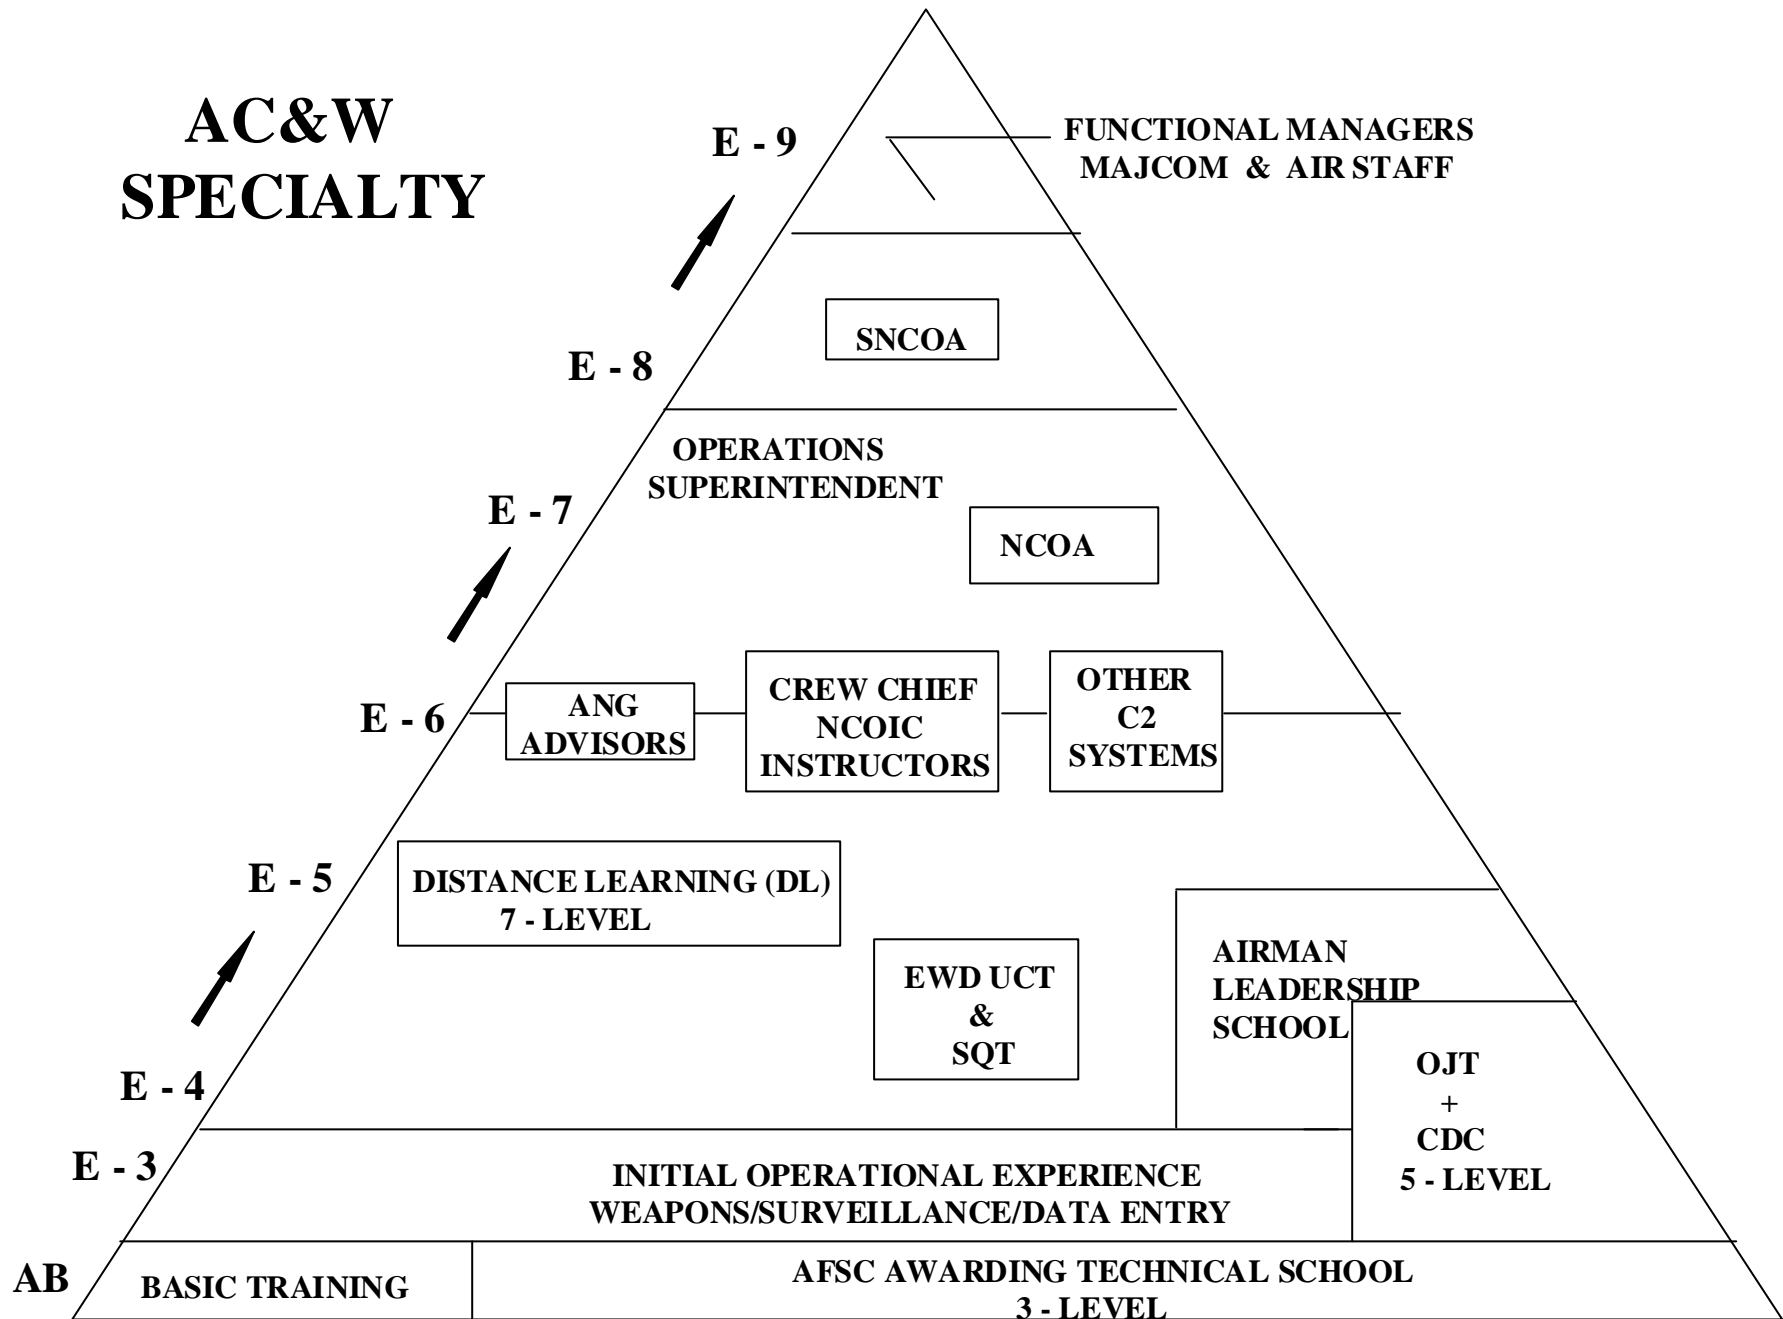 AC&W
SPECIALTY
E - 9
FUNCTIONAL MANAGERS
MAJCOM & AIR STAFF
SNCOA
E - 8
OPERATIONS
SUPERINTENDENT
E - 7
NCOA
E - 6
ANG
ADVISORS
CREW CHIEF
NCOIC
INSTRUCTORS
OTHER
C2
SYSTEMS
E - 5
DISTANCE LEARNING (DL)
7 - LEVEL
EWD UCT
&
SQT
AIRMAN
LEADERSHIP
SCHOOL
OJT
+
CDC
5 - LEVEL
E - 4
E - 3
INITIAL OPERATIONAL EXPERIENCE
WEAPONS/SURVEILLANCE/DATA ENTRY
AB
BASIC TRAINING
AFSC AWARDING TECHNICAL SCHOOL
3 - LEVEL